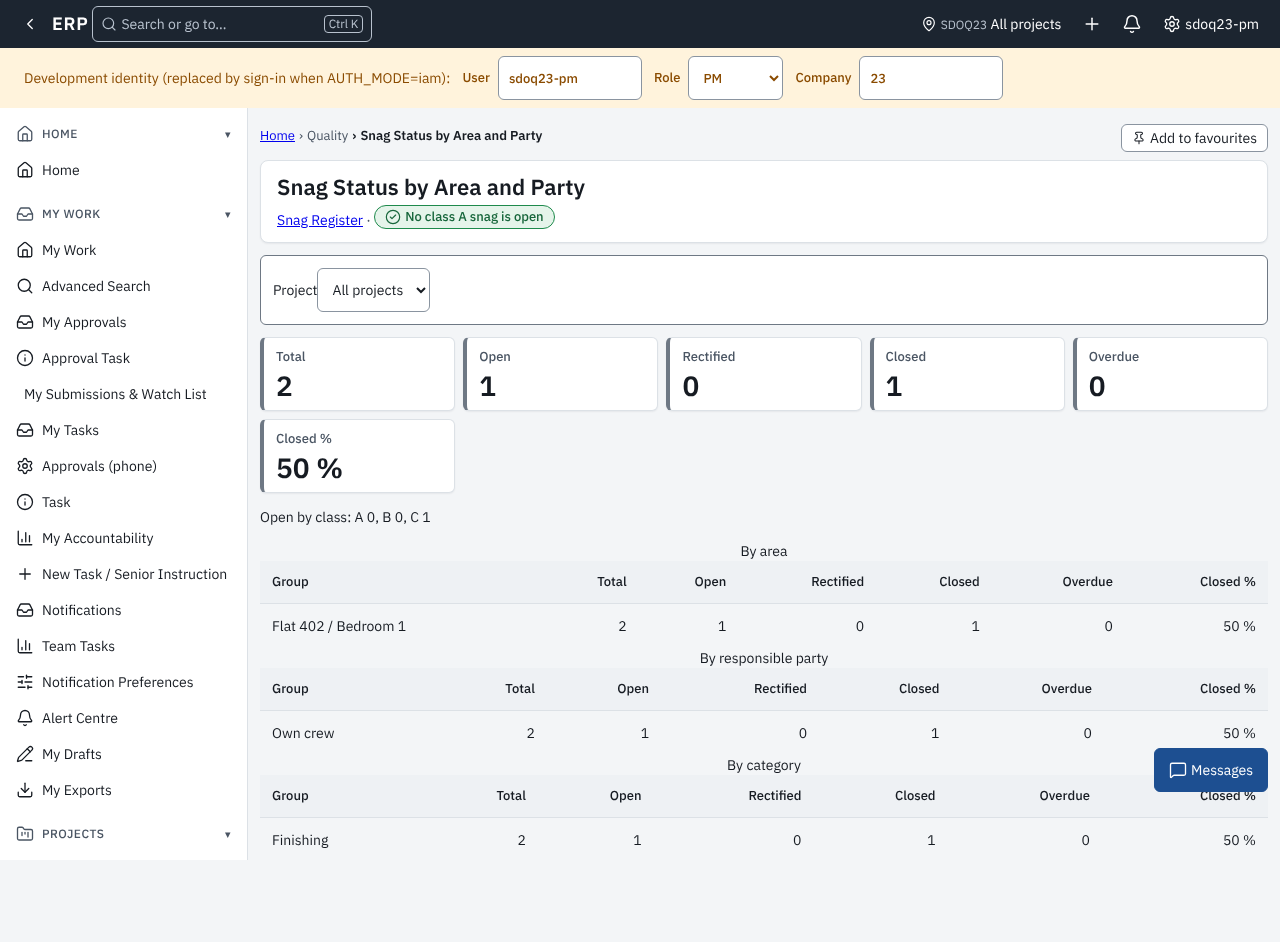 ERP Search or go to... Ctrl K SDOQ23 All projects sdoq23-pm
Development identity (replaced by sign-in when AUTH_MODE=iam): User sdoq23-pm Role PM Company 23
HOME
Home
MY WORK
My Work
Advanced Search
My Approvals
Approval Task
My Submissions & Watch List
My Tasks
Approvals (phone)
Task
My Accountability
New Task / Senior Instruction
Notifications
Team Tasks
Notification Preferences
Alert Centre
My Drafts
My Exports
PROJECTS
Home › Quality › Snag Status by Area and Party
Add to favourites
Snag Status by Area and Party
Snag Register · No class A snag is open
Project All projects
Total Open Rectified Closed Overdue
2 1 0 1 0
Closed %
50 %
Open by class: A 0, B 0, C 1
By area
Group Total Open Rectified Closed Overdue Closed %
Flat 402 / Bedroom 1 2 1 0 1 0 50 %
By responsible party
Group Total Open Rectified Closed Overdue Closed %
Own crew 2 1 0 1 0 50 %
By category
Messages
Group Total Open Rectified Closed Overdue Closed %
Finishing 2 1 0 1 0 50 %